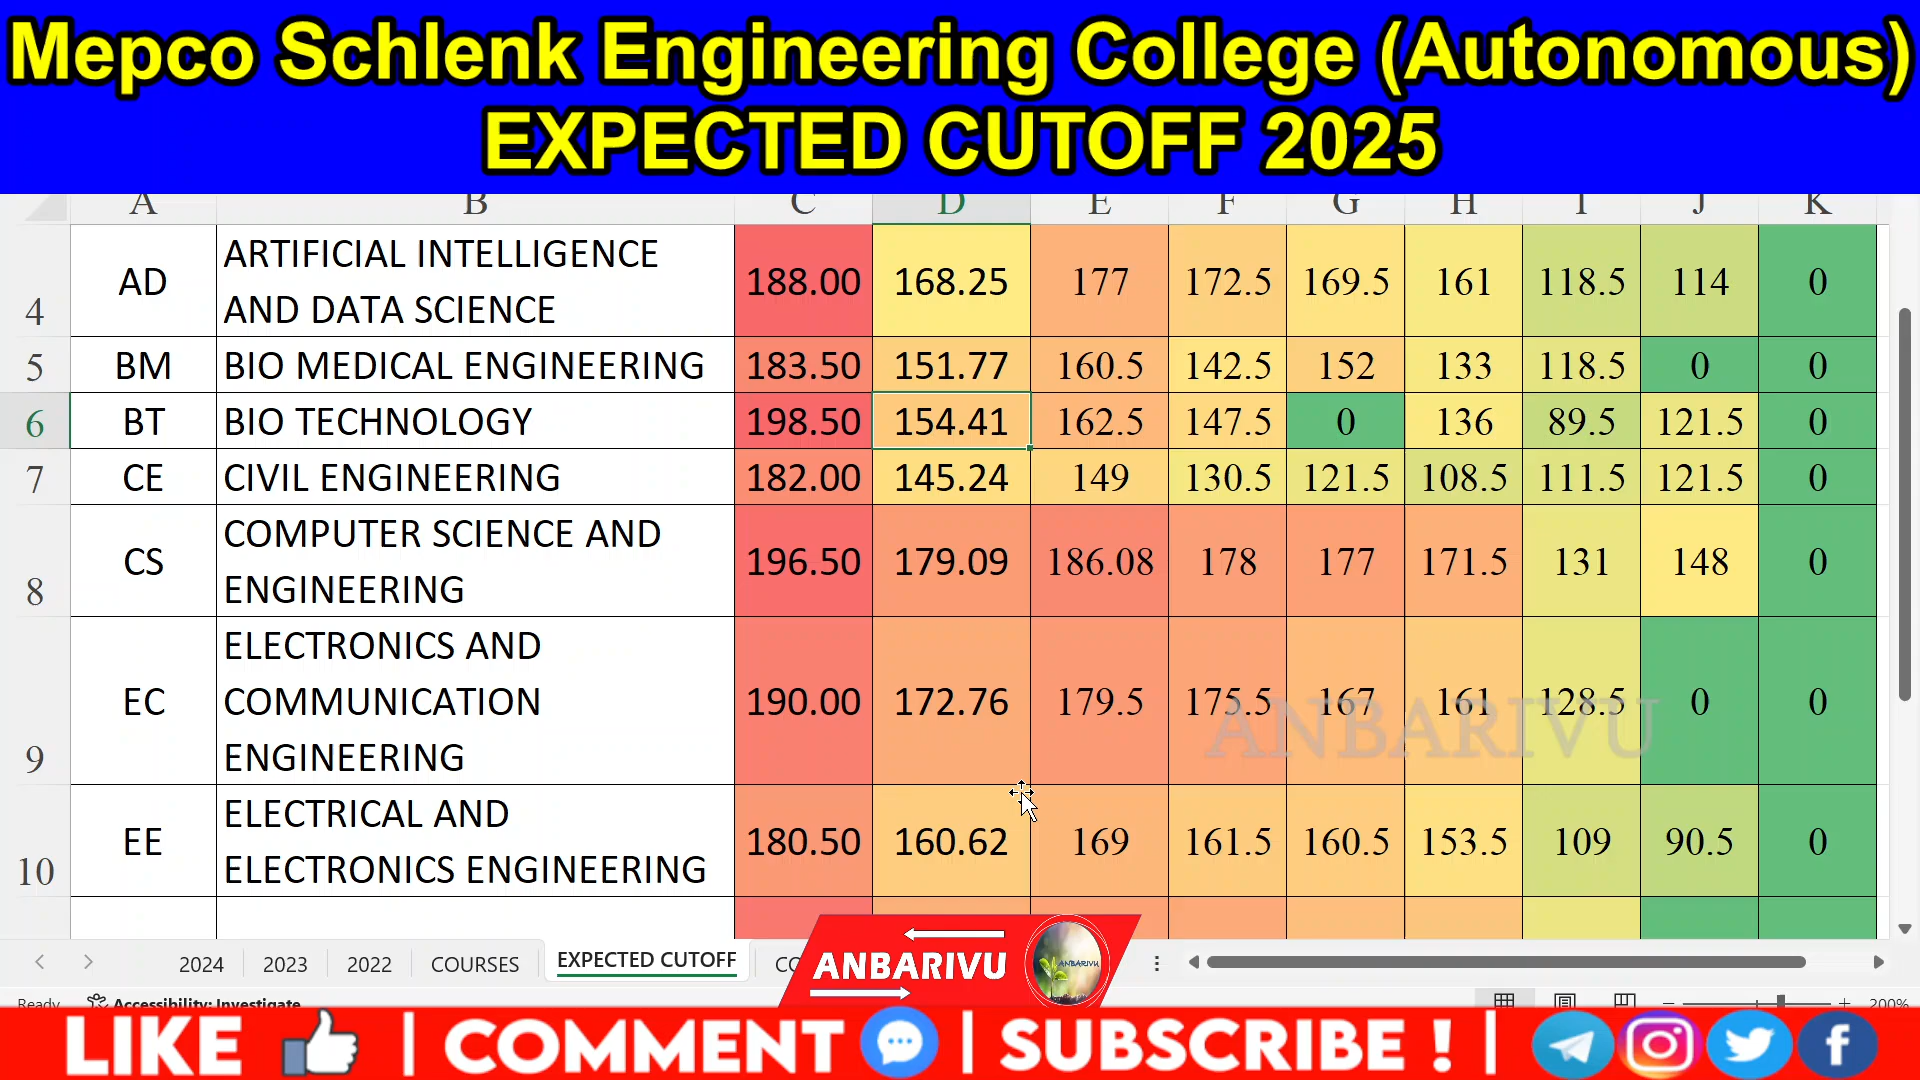 Mepco Schlenk Engineering College (Autonomous)
EXPECTED CUTOFF 2025
A B C D E F G H I J K
4 AD ARTIFICIAL INTELLIGENCE AND DATA SCIENCE 188.00 168.25 177 172.5 169.5 161 118.5 114 0
5 BM BIO MEDICAL ENGINEERING 183.50 151.77 160.5 142.5 152 133 118.5 0 0
6 BT BIO TECHNOLOGY 198.50 154.41 162.5 147.5 0 136 89.5 121.5 0
7 CE CIVIL ENGINEERING 182.00 145.24 149 130.5 121.5 108.5 111.5 121.5 0
8 CS COMPUTER SCIENCE AND ENGINEERING 196.50 179.09 186.08 178 177 171.5 131 148 0
9 EC ELECTRONICS AND COMMUNICATION ENGINEERING 190.00 172.76 179.5 175.5 167 161 128.5 0 0
ANBARIVU
10 EE ELECTRICAL AND ELECTRONICS ENGINEERING 180.50 160.62 169 161.5 160.5 153.5 109 90.5 0
2024 2023 2022 COURSES EXPECTED CUTOFF CO
ANBARIVU
ANBARIVU
Ready Accessibility: Investigate 200%
LIKE | COMMENT | SUBSCRIBE ! |